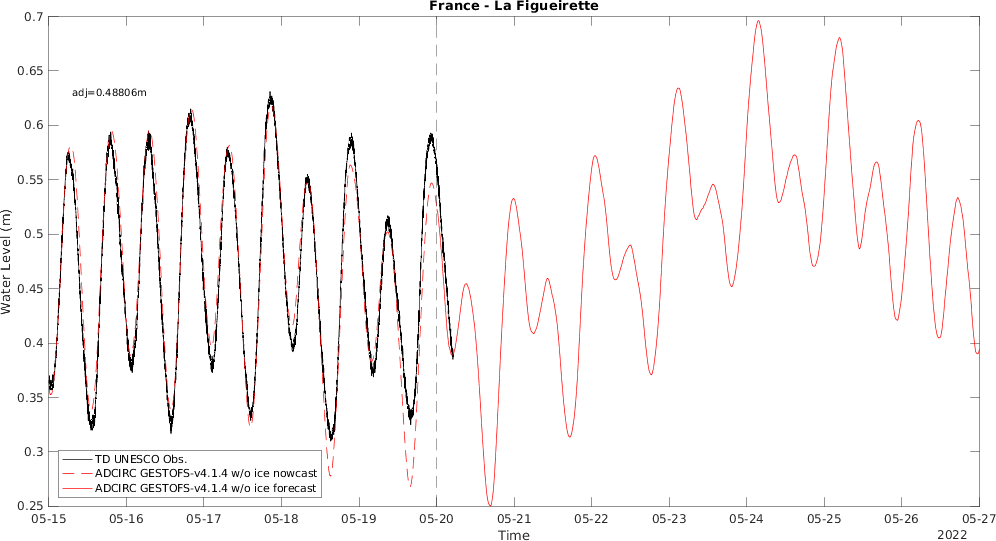 France - La Figueirette
0.7
0.65
0.6
0.55
0.5
0.45
0.4
0.35
0.3
0.25
Water Level (m)
adj=0.48806m
TD UNESCO Obs.
ADCIRC GESTOFS-v4.1.4 w/o ice nowcast
ADCIRC GESTOFS-v4.1.4 w/o ice forecast
05-15 05-16 05-17 05-18 05-19 05-20 05-21 05-22 05-23 05-24 05-25 05-26 05-27
Time
2022